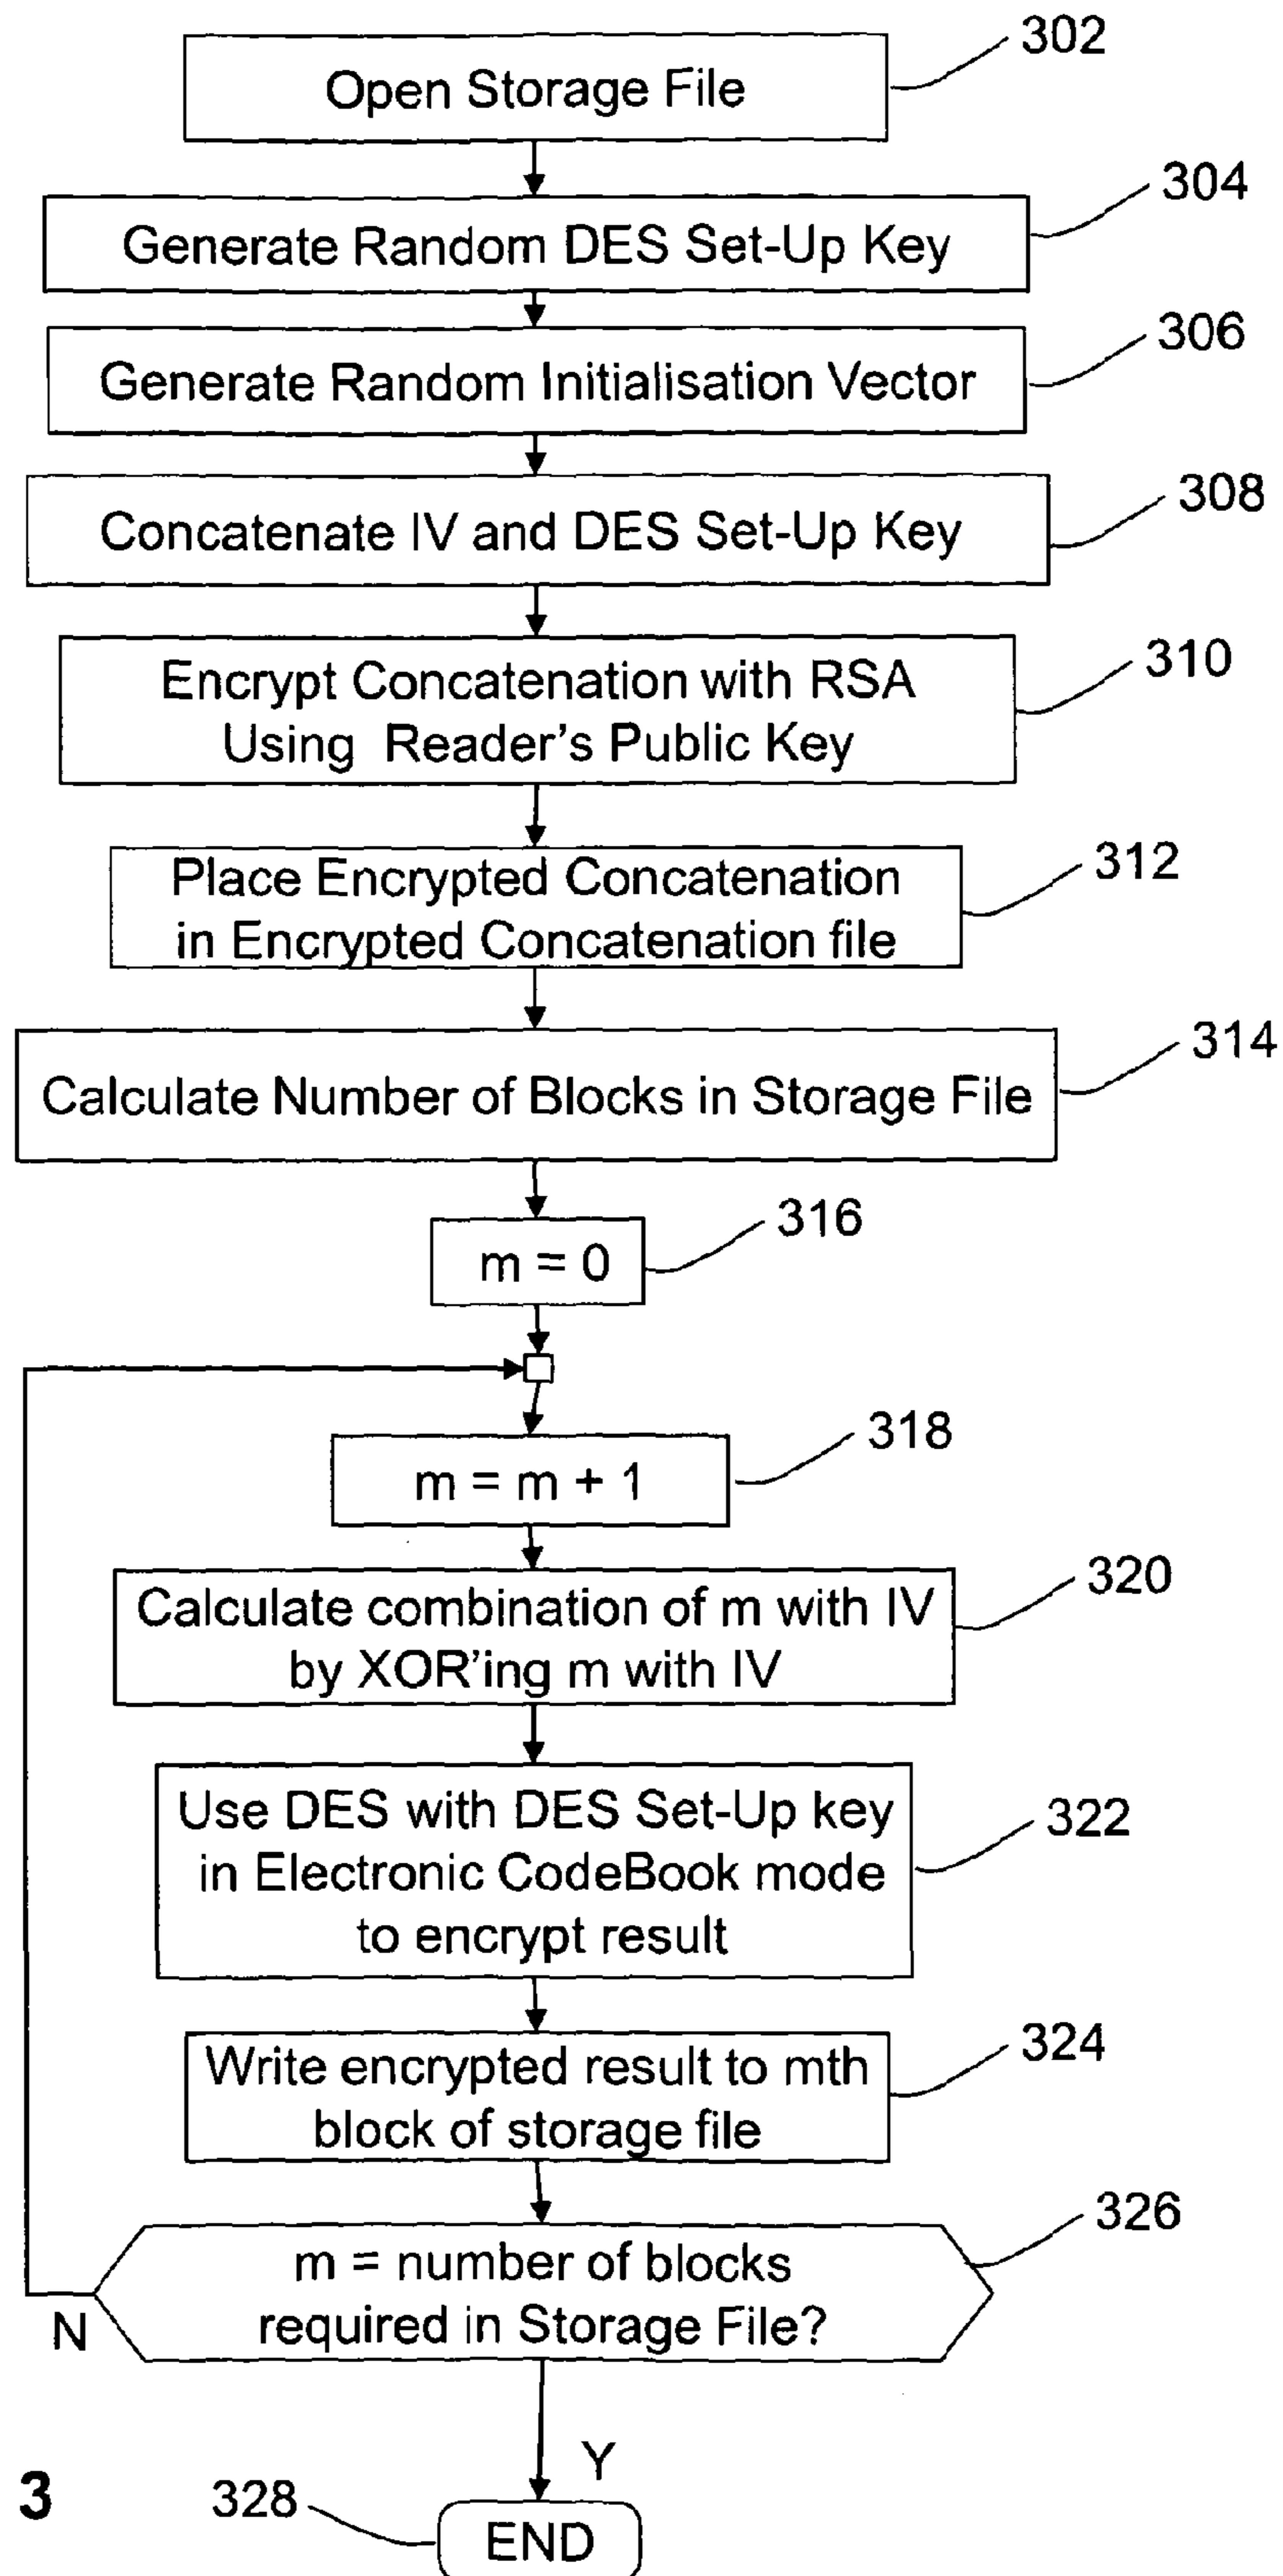 302
Open Storage File
304
Generate Random DES Set-Up Key
306
Generate Random Initialisation Vector
308
Concatenate IV and DES Set-Up Key
310
Encrypt Concatenation with RSA
Using Reader's Public Key
312
Place Encrypted Concatenation
in Encrypted Concatenation file
314
Calculate Number of Blocks in Storage File
316
m = 0
318
m = m + 1
320
Calculate combination of m with IV
by XOR'ing m with IV
322
Use DES with DES Set-Up key
in Electronic CodeBook mode
to encrypt result
324
Write encrypted result to mth
block of storage file
326
m = number of blocks
required in Storage File?
N
Y
3
328
END